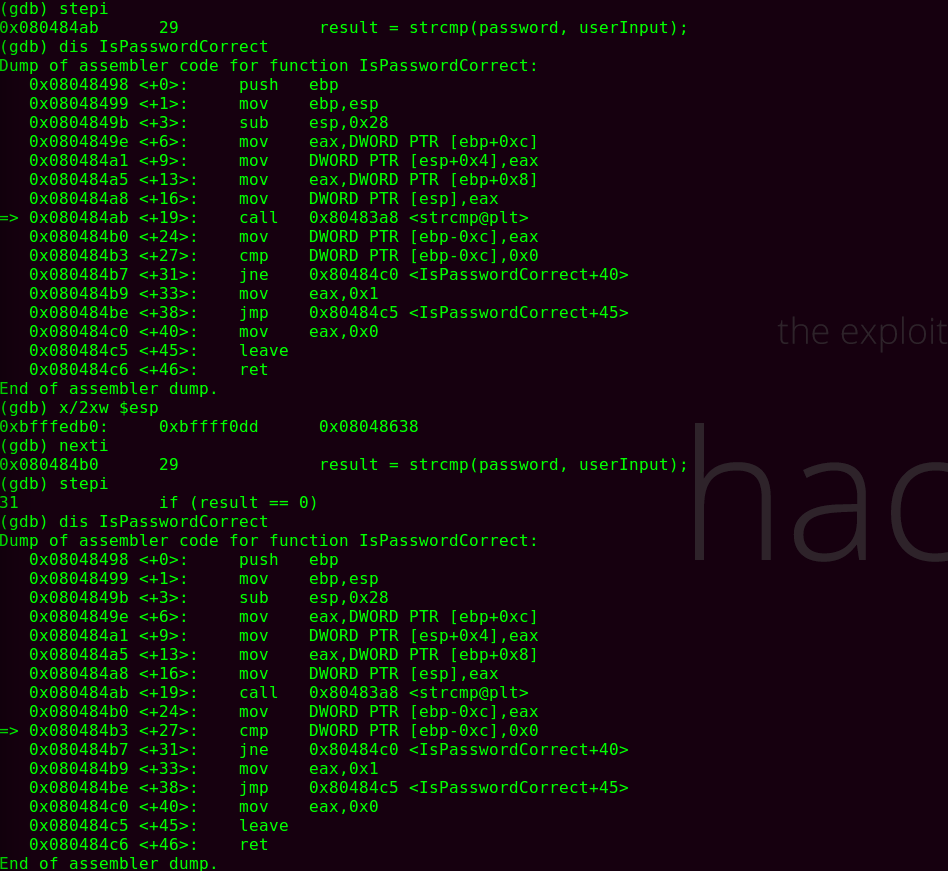 (gdb) stepi
0x080484ab      29              result = strcmp(password, userInput);
(gdb) dis IsPasswordCorrect
Dump of assembler code for function IsPasswordCorrect:
   0x08048498 <+0>:     push   ebp
   0x08048499 <+1>:     mov    ebp,esp
   0x0804849b <+3>:     sub    esp,0x28
   0x0804849e <+6>:     mov    eax,DWORD PTR [ebp+0xc]
   0x080484a1 <+9>:     mov    DWORD PTR [esp+0x4],eax
   0x080484a5 <+13>:    mov    eax,DWORD PTR [ebp+0x8]
   0x080484a8 <+16>:    mov    DWORD PTR [esp],eax
=> 0x080484ab <+19>:    call   0x80483a8 <strcmp@plt>
   0x080484b0 <+24>:    mov    DWORD PTR [ebp-0xc],eax
   0x080484b3 <+27>:    cmp    DWORD PTR [ebp-0xc],0x0
   0x080484b7 <+31>:    jne    0x80484c0 <IsPasswordCorrect+40>
   0x080484b9 <+33>:    mov    eax,0x1
   0x080484be <+38>:    jmp    0x80484c5 <IsPasswordCorrect+45>
   0x080484c0 <+40>:    mov    eax,0x0
   0x080484c5 <+45>:    leave
   0x080484c6 <+46>:    ret
End of assembler dump.
(gdb) x/2xw $esp
0xbfffedb0:     0xbffff0dd      0x08048638
(gdb) nexti
0x080484b0      29              result = strcmp(password, userInput);
(gdb) stepi
31              if (result == 0)
(gdb) dis IsPasswordCorrect
Dump of assembler code for function IsPasswordCorrect:
   0x08048498 <+0>:     push   ebp
   0x08048499 <+1>:     mov    ebp,esp
   0x0804849b <+3>:     sub    esp,0x28
   0x0804849e <+6>:     mov    eax,DWORD PTR [ebp+0xc]
   0x080484a1 <+9>:     mov    DWORD PTR [esp+0x4],eax
   0x080484a5 <+13>:    mov    eax,DWORD PTR [ebp+0x8]
   0x080484a8 <+16>:    mov    DWORD PTR [esp],eax
   0x080484ab <+19>:    call   0x80483a8 <strcmp@plt>
   0x080484b0 <+24>:    mov    DWORD PTR [ebp-0xc],eax
=> 0x080484b3 <+27>:    cmp    DWORD PTR [ebp-0xc],0x0
   0x080484b7 <+31>:    jne    0x80484c0 <IsPasswordCorrect+40>
   0x080484b9 <+33>:    mov    eax,0x1
   0x080484be <+38>:    jmp    0x80484c5 <IsPasswordCorrect+45>
   0x080484c0 <+40>:    mov    eax,0x0
   0x080484c5 <+45>:    leave
   0x080484c6 <+46>:    ret
End of assembler dump.
the exploit
hac